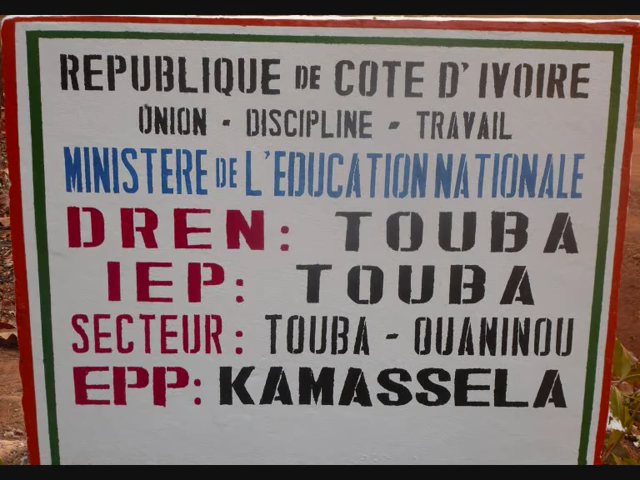 REPUBLIQUE DE COTE D'IVOIRE
UNION - DISCIPLINE - TRAVAIL
MINISTERE DE L'EDUCATION NATIONALE
DREN: TOUBA
IEP: TOUBA
SECTEUR: TOUBA - OUANINOU
EPP: KAMASSELA